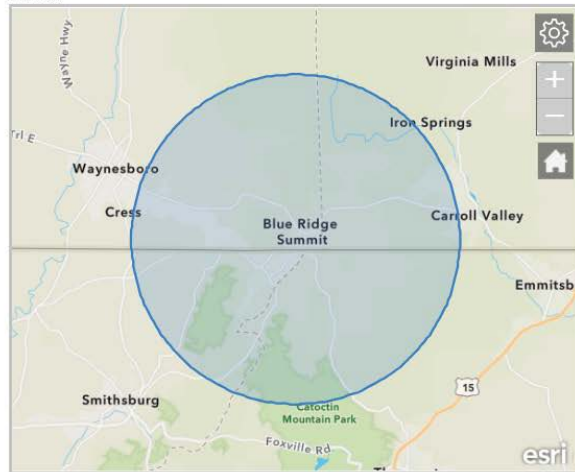 Wayne Hwy
Virginia Mills
+
Iron Springs
Trl E
−
Waynesboro
Cress
Carroll Valley
Blue Ridge
Summit
Emmitsb
15
Smithsburg
Catoctin
Mountain Park
Foxville Rd
esri